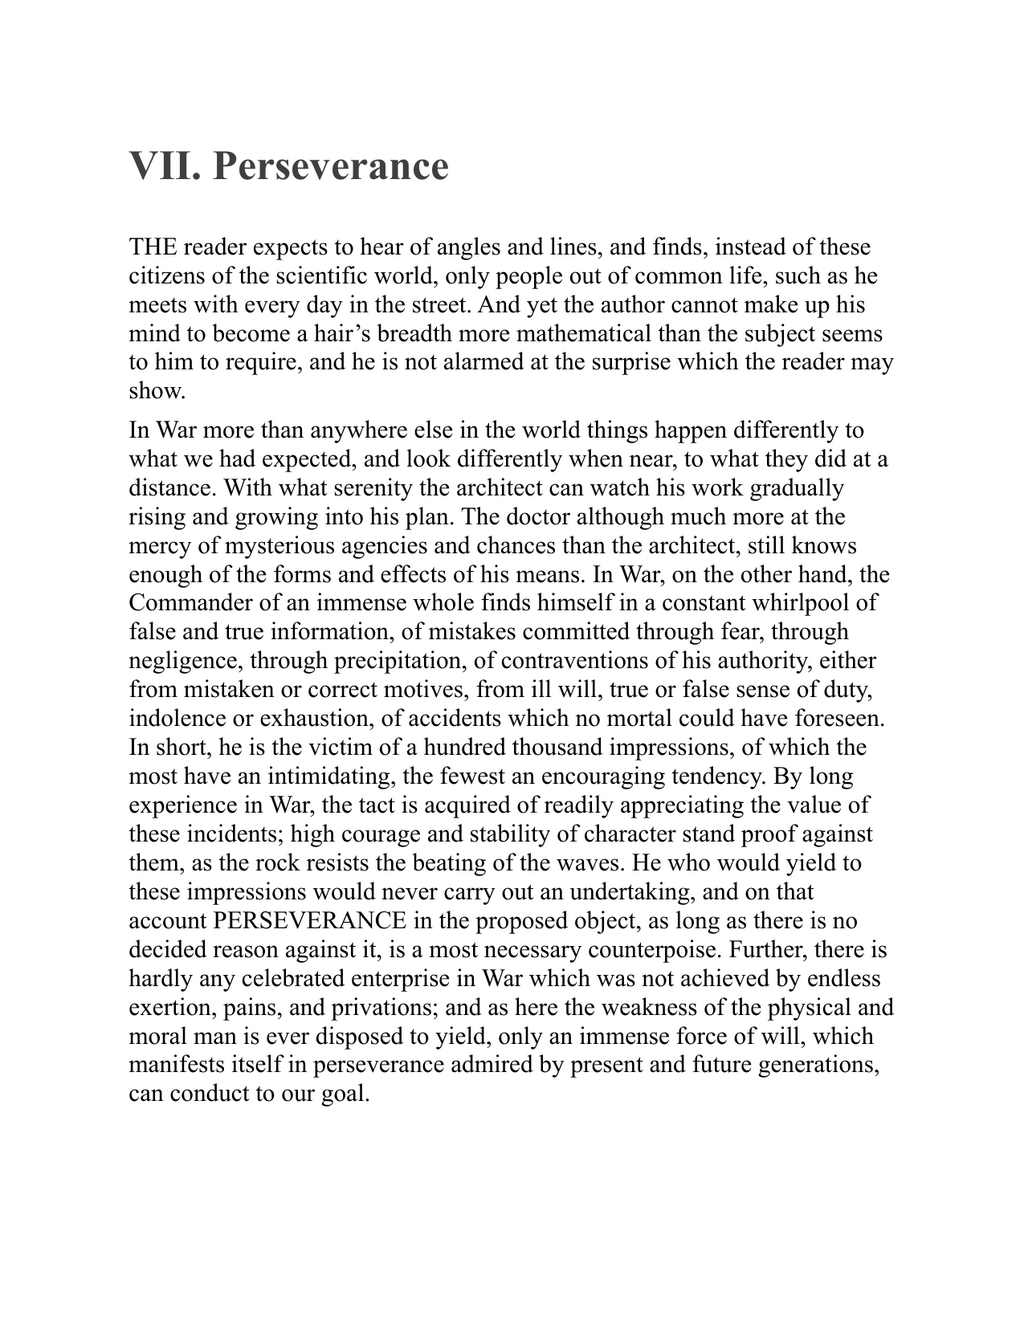 VII. Perseverance
THE reader expects to hear of angles and lines, and finds, instead of these
citizens of the scientific world, only people out of common life, such as he
meets with every day in the street. And yet the author cannot make up his
mind to become a hair’s breadth more mathematical than the subject seems
to him to require, and he is not alarmed at the surprise which the reader may
show.
In War more than anywhere else in the world things happen differently to
what we had expected, and look differently when near, to what they did at a
distance. With what serenity the architect can watch his work gradually
rising and growing into his plan. The doctor although much more at the
mercy of mysterious agencies and chances than the architect, still knows
enough of the forms and effects of his means. In War, on the other hand, the
Commander of an immense whole finds himself in a constant whirlpool of
false and true information, of mistakes committed through fear, through
negligence, through precipitation, of contraventions of his authority, either
from mistaken or correct motives, from ill will, true or false sense of duty,
indolence or exhaustion, of accidents which no mortal could have foreseen.
In short, he is the victim of a hundred thousand impressions, of which the
most have an intimidating, the fewest an encouraging tendency. By long
experience in War, the tact is acquired of readily appreciating the value of
these incidents; high courage and stability of character stand proof against
them, as the rock resists the beating of the waves. He who would yield to
these impressions would never carry out an undertaking, and on that
account PERSEVERANCE in the proposed object, as long as there is no
decided reason against it, is a most necessary counterpoise. Further, there is
hardly any celebrated enterprise in War which was not achieved by endless
exertion, pains, and privations; and as here the weakness of the physical and
moral man is ever disposed to yield, only an immense force of will, which
manifests itself in perseverance admired by present and future generations,
can conduct to our goal.